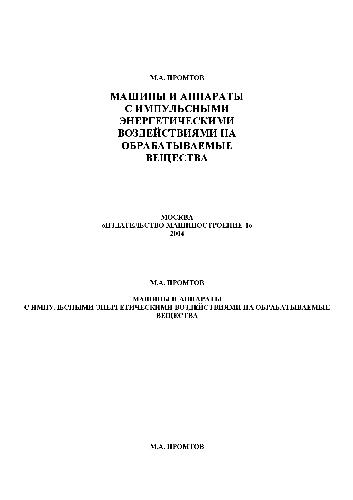 М.А. ПРОМТОВ
МАШИНЫ И АППАРАТЫ
С ИМПУЛЬСНЫМИ
ЭНЕРГЕТИЧЕСКИМИ
ВОЗДЕЙСТВИЯМИ НА
ОБРАБАТЫВАЕМЫЕ
ВЕЩЕСТВА
МОСКВА
«ИЗДАТЕЛЬСТВО МАШИНОСТРОЕНИЕ-1»
2004
М.А. ПРОМТОВ
МАШИНЫ И АППАРАТЫ
С ИМПУЛЬСНЫМИ ЭНЕРГЕТИЧЕСКИМИ ВОЗДЕЙСТВИЯМИ НА ОБРАБАТЫВАЕМЫЕ
ВЕЩЕСТВА
М.А. ПРОМТОВ